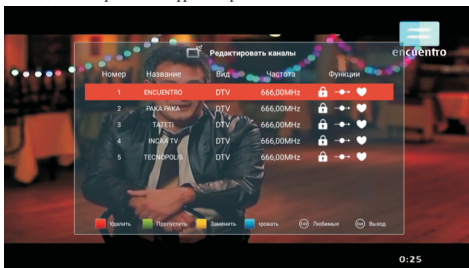 encuentro
Редактировать каналы
Номер Название Вид Частота Функции
1 ENCUENTRO DTV 666,00MHz
2 PAKA PAKA DTV 666,00MHz
3 TATETI DTV 666,00MHz
4 INCAA TV DTV 666,00MHz
5 TECNOPOLIS DTV 666,00MHz
Удалить Пропустить Заменить ировать Любимые Выход
0:25